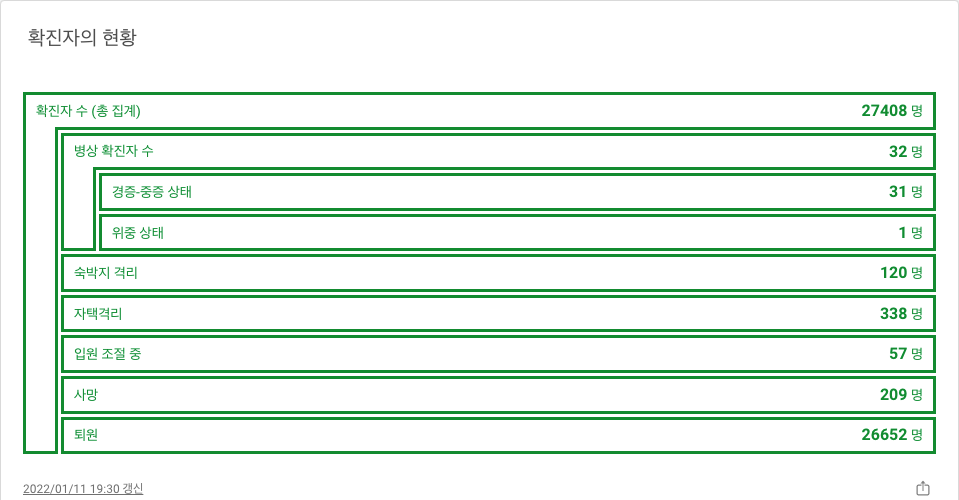 확진자의 현황
확진자 수 (총 집계) 27408 명
병상 확진자 수 32 명
경증-중증 상태 31 명
위중 상태 1 명
숙박지 격리 120 명
자택격리 338 명
입원 조절 중 57 명
사망 209 명
퇴원 26652 명
2022/01/11 19:30 갱신